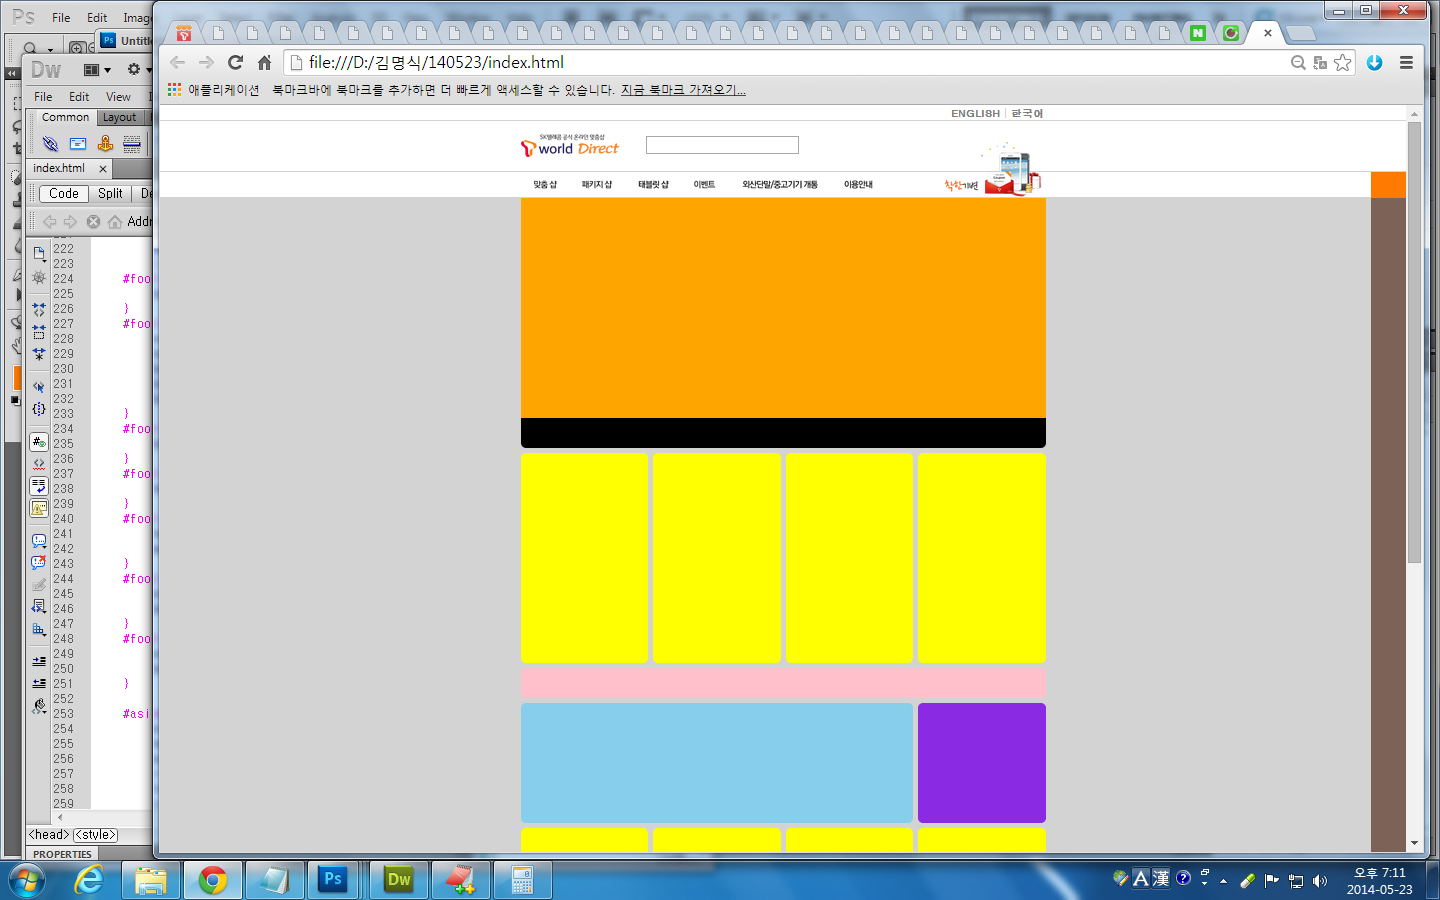 Ps File Edit Imag
Untitl
Dw
File Edit View
Common Layout
index.html
Code Split De
Addr
file:///D:/김명식/140523/index.html
애플리케이션 북마크바에 북마크를 추가하면 더 빠르게 액세스할 수 있습니다. 지금 북마크 가져오기...
ENGLISH | 한국어
SK텔레콤 공식 온라인 맞춤샵
T world Direct
맞춤 샵 패키지 샵 태블릿 샵 이벤트 외산단말/중고기기 개통 이용안내 착한기변
222
223
224 #foo
225
226 }
227 #foo
228
229
230
231
232
233 }
234 #foo
235
236 }
237 #foo
238
239 }
240 #foo
241
242
243 }
244 #foo
245
246
247 }
248 #foo
249
250
251 }
252
253 #asi
254
255
256
257
258
259
<head> <style>
PROPERTIES
Ps Dw
A 漢
오후 7:11
2014-05-23